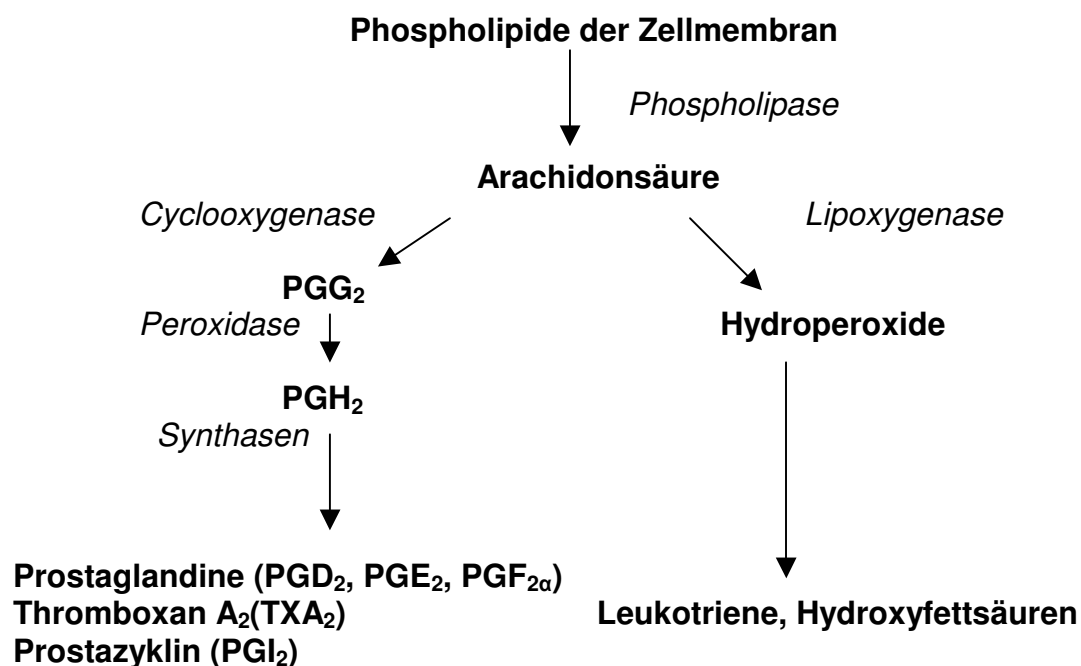 Phospholipide der Zellmembran
Phospholipase
Arachidonsäure
Cyclooxygenase
Lipoxygenase
PGG₂
Peroxidase
Hydroperoxide
PGH₂
Synthasen
Prostaglandine (PGD₂, PGE₂, PGF₂α)
Thromboxan A₂(TXA₂)
Leukotriene, Hydroxyfettsäuren
Prostazyklin (PGI₂)